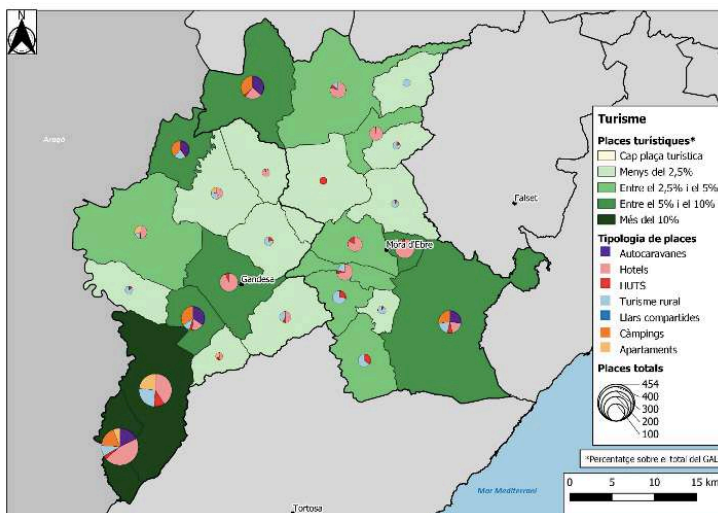 N
Aragó
Falset
Móra d'Ebre
Gandesa
Tortosa
Mar Mediterrani
Turisme
Places turístiques*
Cap plaça turística
Menys del 2,5%
Entre el 2,5% i el 5%
Entre el 5% i el 10%
Més del 10%
Tipologia de places
Autocaravanes
Hotels
HUTS
Turisme rural
Llars compartides
Càmpings
Apartaments
Places totals
454
400
300
200
100
*Percentatge sobre el total del GAL
0 5 10 15 km